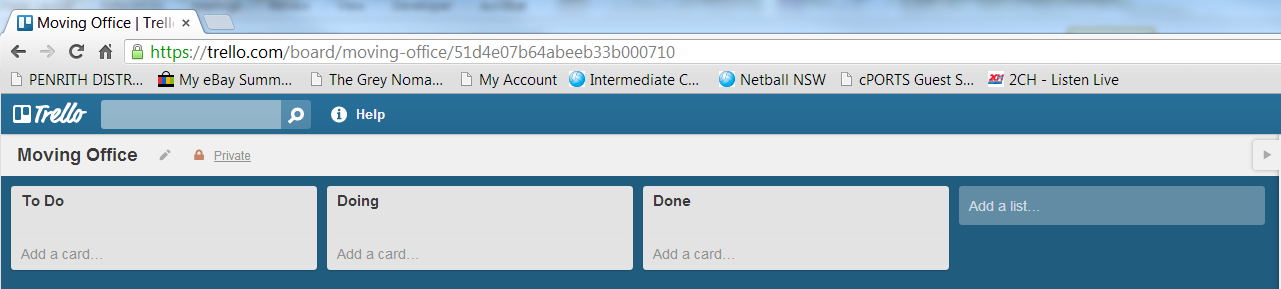 Moving Office | Trell
https://trello.com/board/moving-office/51d4e07b64abeeb33b000710
PENRITH DISTR... My eBay Summ... The Grey Noma... My Account Intermediate C... Netball NSW cPORTS Guest S... 2CH - Listen Live
Trello Help
Moving Office Private
To Do Doing Done Add a list...
Add a card... Add a card... Add a card...